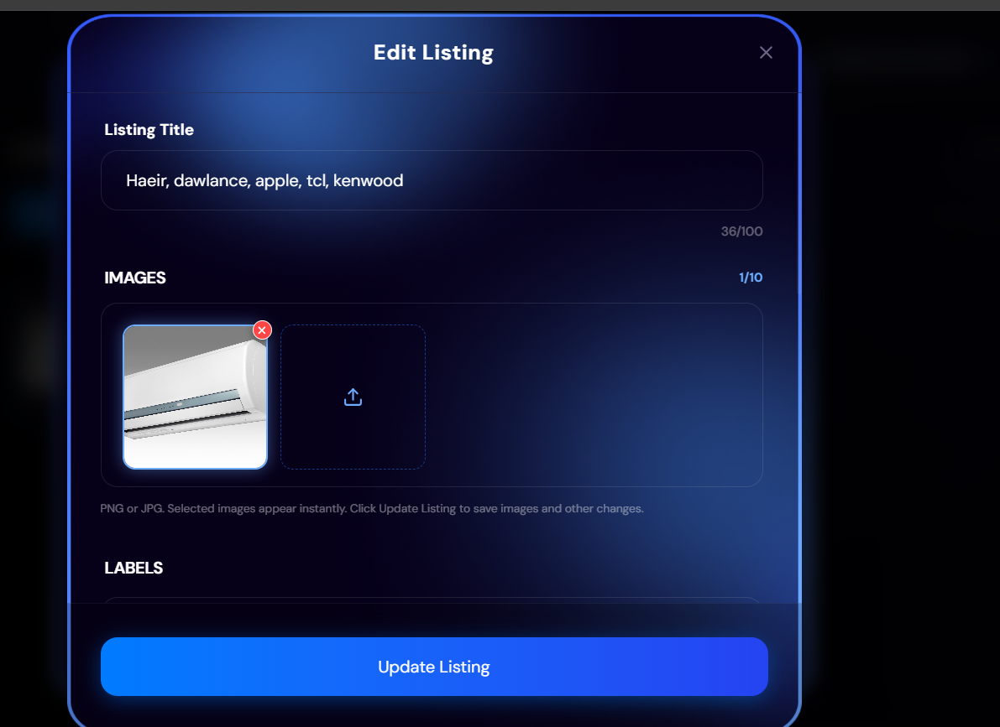 Edit Listing
Listing Title
Haeir, dawlance, apple, tcl, kenwood
36/100
IMAGES
1/10
PNG or JPG. Selected images appear instantly. Click Update Listing to save images and other changes.
LABELS
Update Listing